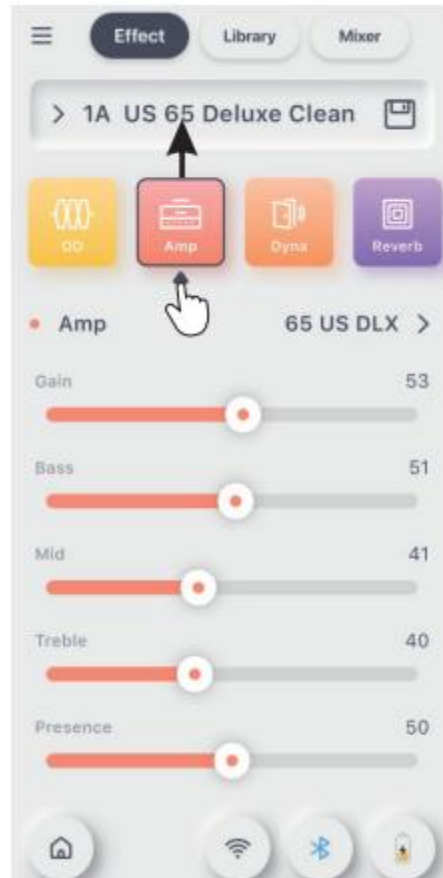 Effect Library Mixer
1A US 65 Deluxe Clean
OD Amp Dyna Reverb
Amp 65 US DLX
Gain 53
Bass 51
Mid 41
Treble 40
Presence 50